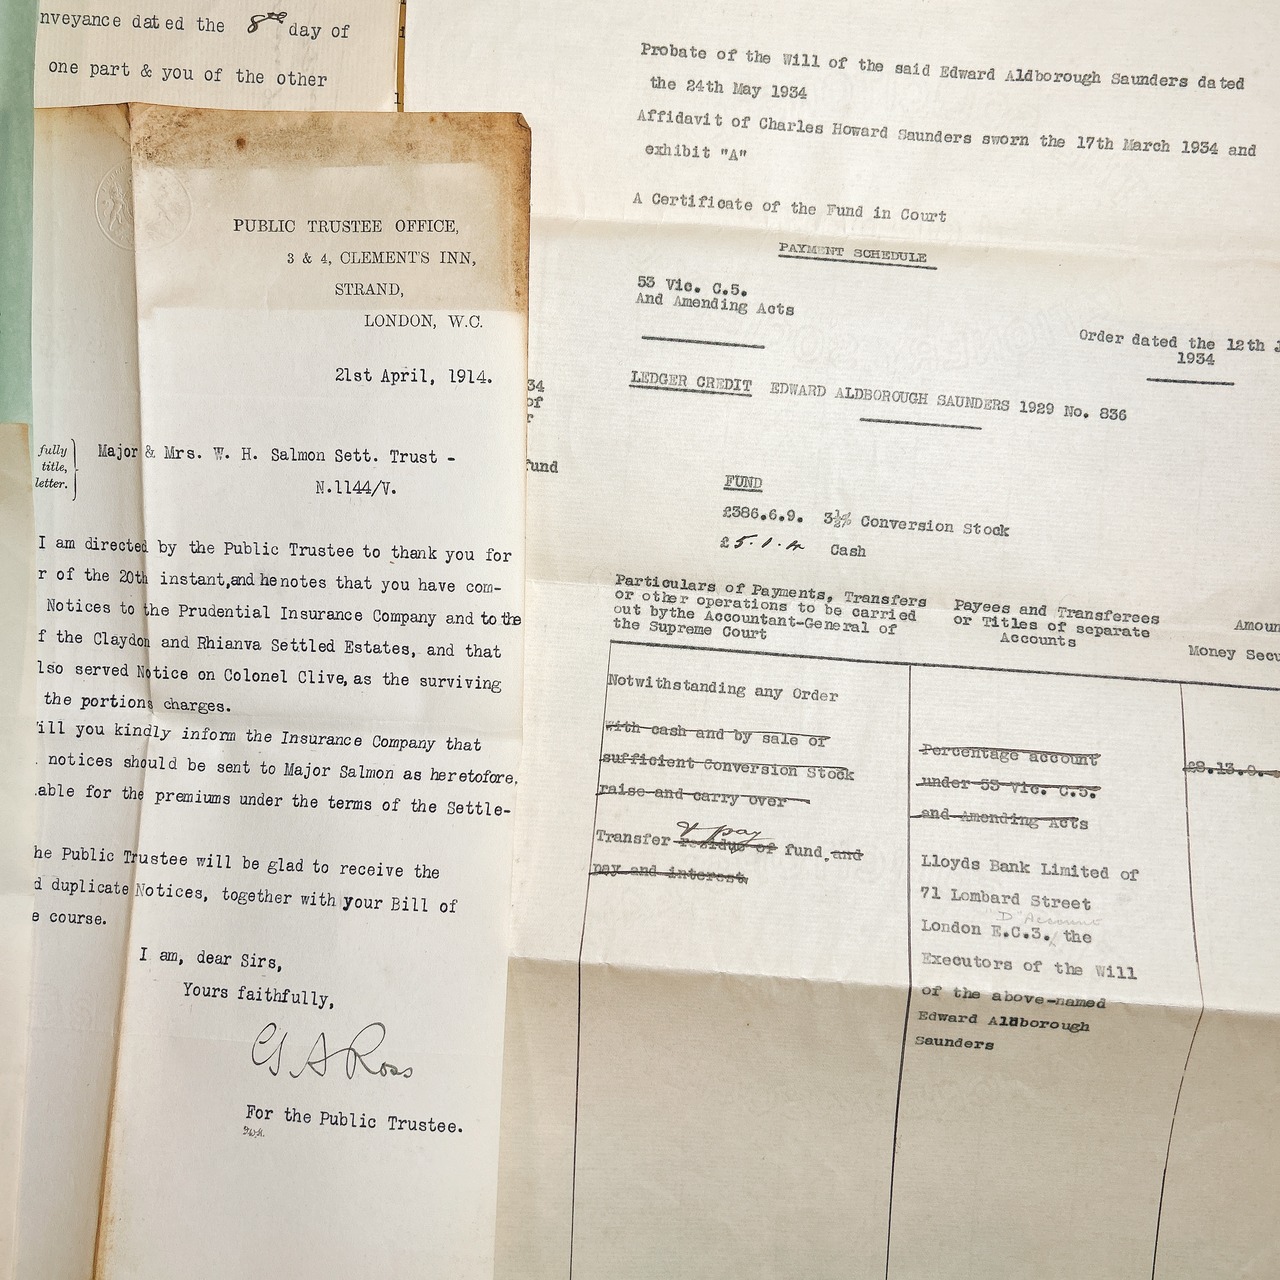 nveyance dated the 8th day of
one part & you of the other
PUBLIC TRUSTEE OFFICE,
3 & 4, CLEMENT'S INN,
STRAND,
LONDON, W.C.
21st April, 1914.
fully
title,
letter.
Major & Mrs. W. H. Salmon Sett. Trust -
N.1144/V.
I am directed by the Public Trustee to thank you for
r of the 20th instant, and he notes that you have com-
Notices to the Prudential Insurance Company and to the
f the Claydon and Rhianva Settled Estates, and that
lso served Notice on Colonel Clive, as the surviving
the portions charges.
ill you kindly inform the Insurance Company that
notices should be sent to Major Salmon as heretofore,
able for the premiums under the terms of the Settle-
he Public Trustee will be glad to receive the
d duplicate Notices, together with your Bill of
e course.
I am, dear Sirs,
Yours faithfully,
Ross
For the Public Trustee.
34
of
r
fund
Probate of the Will of the said Edward Aldborough Saunders dated
the 24th May 1934
Affidavit of Charles Howard Saunders sworn the 17th March 1934 and
exhibit "A"
A Certificate of the Fund in Court
PAYMENT SCHEDULE
53 Vic. C.5.
And Amending Acts
Order dated the 12th J
1934
LEDGER CREDIT EDWARD ALDBOROUGH SAUNDERS 1929 No. 836
FUND
£386.6.9. 3½% Conversion Stock
£5.1. Cash
Particulars of Payments, Transfers
or other operations to be carried
out bythe Accountant-General of
the Supreme Court
Payees and Transferees
or Titles of separate
Accounts
Amoun
Money Secu
Notwithstanding any Order
with cash and by sale of
sufficient Conversion Stock
raise and carry over
& pay
Transfer residue of fund. and
pay and interest.
Percentage account
under 53 Vic. C.5.
and Amending Acts
£8.13.0.
Lloyds Bank Limited of
71 Lombard Street
"D" Account
London E.C.3. the
Executors of the Will
of the above-named
Edward Aldborough
Saunders